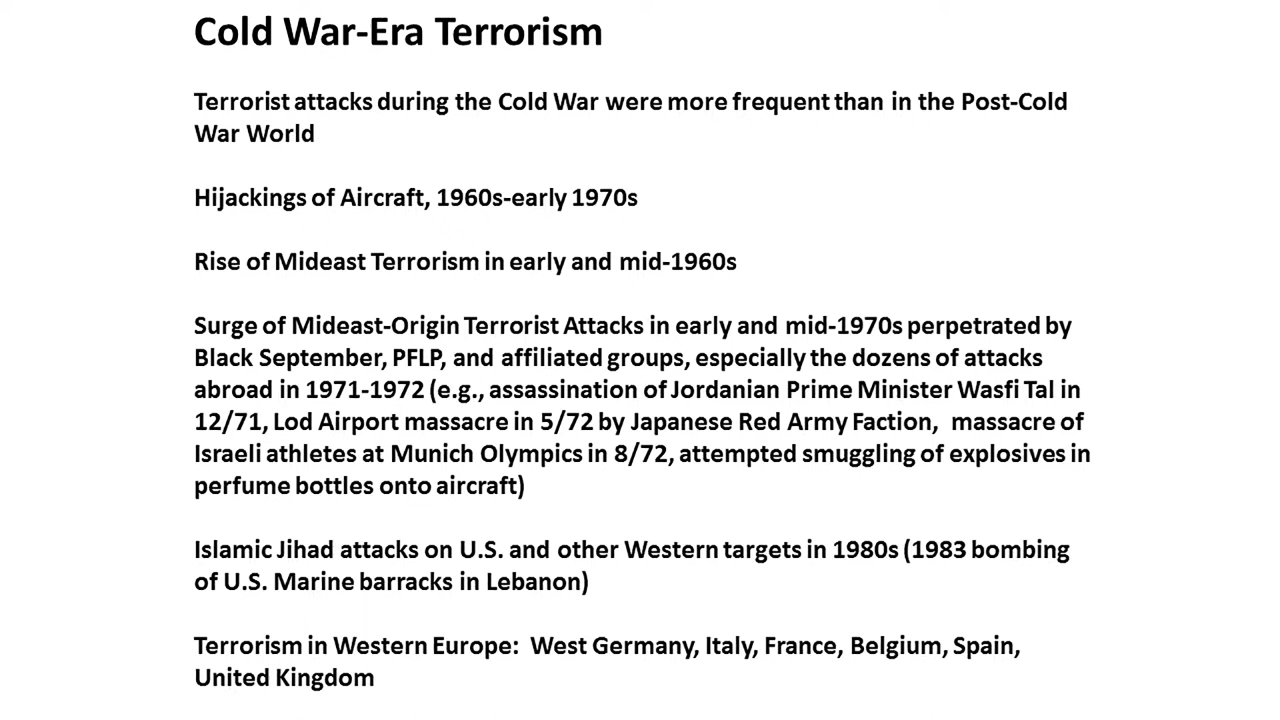 Cold War-Era Terrorism
Terrorist attacks during the Cold War were more frequent than in the Post-Cold
War World
Hijackings of Aircraft, 1960s-early 1970s
Rise of Mideast Terrorism in early and mid-1960s
Surge of Mideast-Origin Terrorist Attacks in early and mid-1970s perpetrated by
Black September, PFLP, and affiliated groups, especially the dozens of attacks
abroad in 1971-1972 (e.g., assassination of Jordanian Prime Minister Wasfi Tal in
12/71, Lod Airport massacre in 5/72 by Japanese Red Army Faction,  massacre of
Israeli athletes at Munich Olympics in 8/72, attempted smuggling of explosives in
perfume bottles onto aircraft)
Islamic Jihad attacks on U.S. and other Western targets in 1980s (1983 bombing
of U.S. Marine barracks in Lebanon)
Terrorism in Western Europe:  West Germany, Italy, France, Belgium, Spain,
United Kingdom